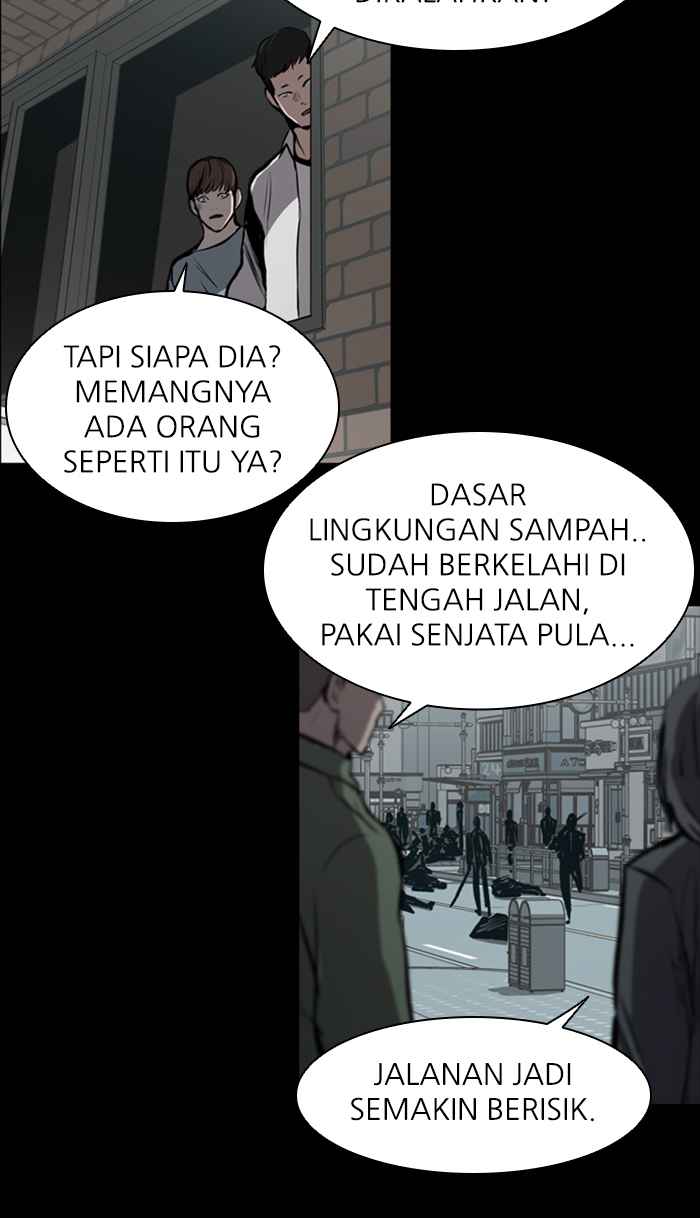 TAPI SIAPA DIA?
MEMANGNYA
ADA ORANG
SEPERTI ITU YA?
DASAR
LINGKUNGAN SAMPAH..
SUDAH BERKELAHI DI
TENGAH JALAN,
PAKAI SENJATA PULA...
JALANAN JADI
SEMAKIN BERISIK.